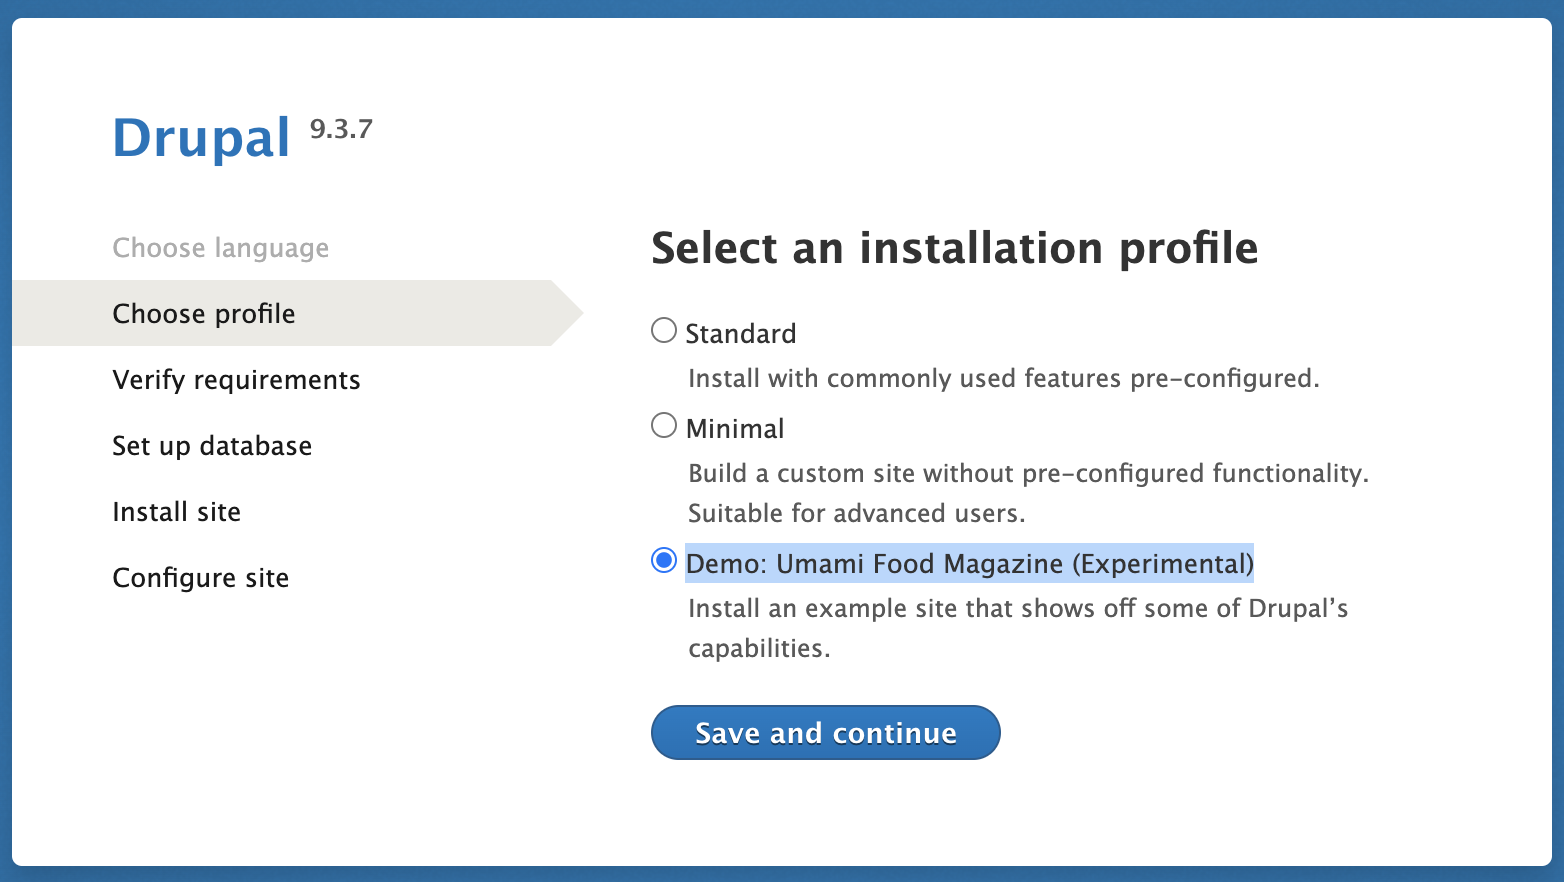 Drupal 9.3.7
Choose language
Choose profile
Verify requirements
Set up database
Install site
Configure site
Select an installation profile
Standard
Install with commonly used features pre-configured.
Minimal
Build a custom site without pre-configured functionality.
Suitable for advanced users.
Demo: Umami Food Magazine (Experimental)
Install an example site that shows off some of Drupal’s
capabilities.
Save and continue